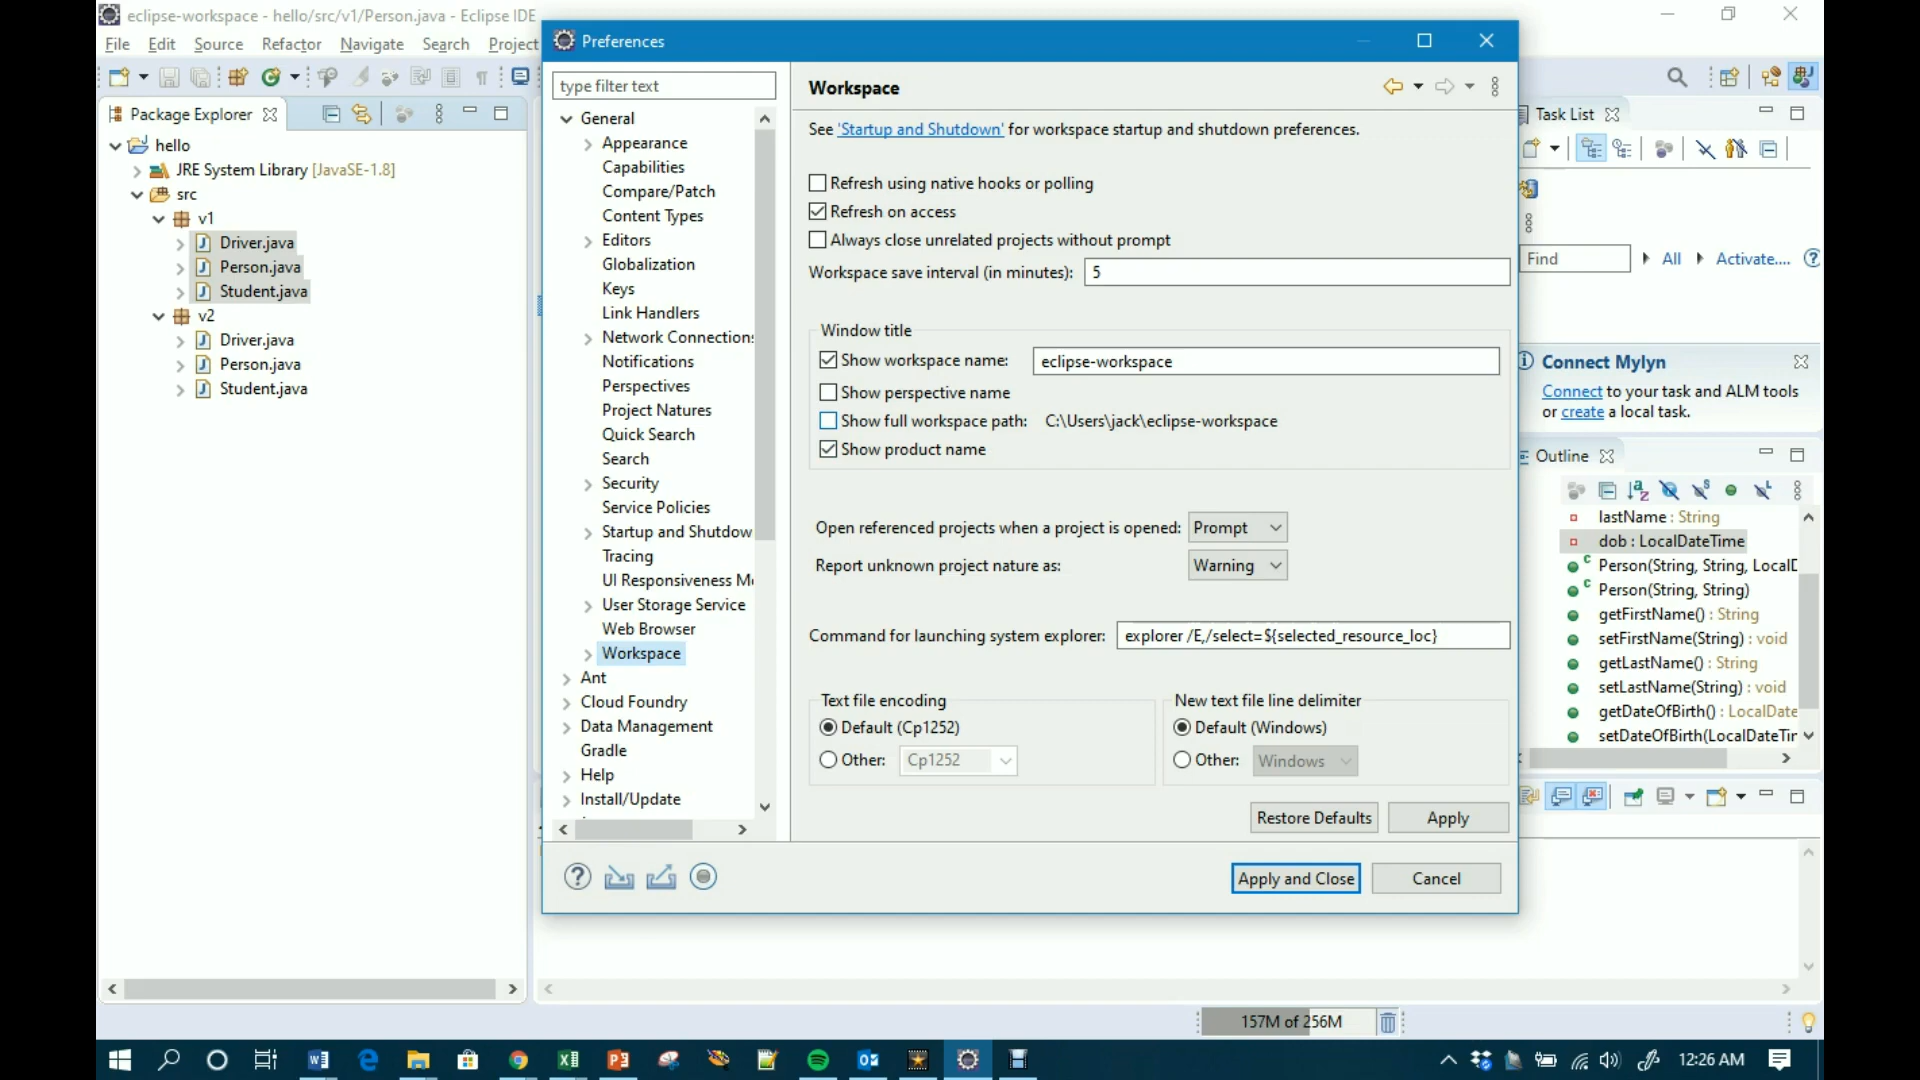 eclipse-workspace - hello/src/v1/Person.java - Eclipse IDE
File Edit Source Refactor Navigate Search Project
Package Explorer
hello
JRE System Library [JavaSE-1.8]
src
v1
Driver.java
Person.java
Student.java
v2
Driver.java
Person.java
Student.java
Preferences
type filter text
General
Appearance
Capabilities
Compare/Patch
Content Types
Editors
Globalization
Keys
Link Handlers
Network Connections
Notifications
Perspectives
Project Natures
Quick Search
Search
Security
Service Policies
Startup and Shutdow
Tracing
UI Responsiveness Mo
User Storage Service
Web Browser
Workspace
Ant
Cloud Foundry
Data Management
Gradle
Help
Install/Update
Workspace
See 'Startup and Shutdown' for workspace startup and shutdown preferences.
Refresh using native hooks or polling
Refresh on access
Always close unrelated projects without prompt
Workspace save interval (in minutes): 5
Window title
Show workspace name: eclipse-workspace
Show perspective name
Show full workspace path: C:\Users\jack\eclipse-workspace
Show product name
Open referenced projects when a project is opened: Prompt
Report unknown project nature as: Warning
Command for launching system explorer: explorer /E,/select=${selected_resource_loc}
Text file encoding
Default (Cp1252)
Other: Cp1252
New text file line delimiter
Default (Windows)
Other: Windows
Restore Defaults Apply
Apply and Close Cancel
Task List
Find All Activate....
Connect Mylyn
Connect to your task and ALM tools
or create a local task.
Outline
lastName : String
dob : LocalDateTime
Person(String, String, LocalD
Person(String, String)
getFirstName() : String
setFirstName(String) : void
getLastName() : String
setLastName(String) : void
getDateOfBirth() : LocalDate
setDateOfBirth(LocalDateTin
157M of 256M
12:26 AM